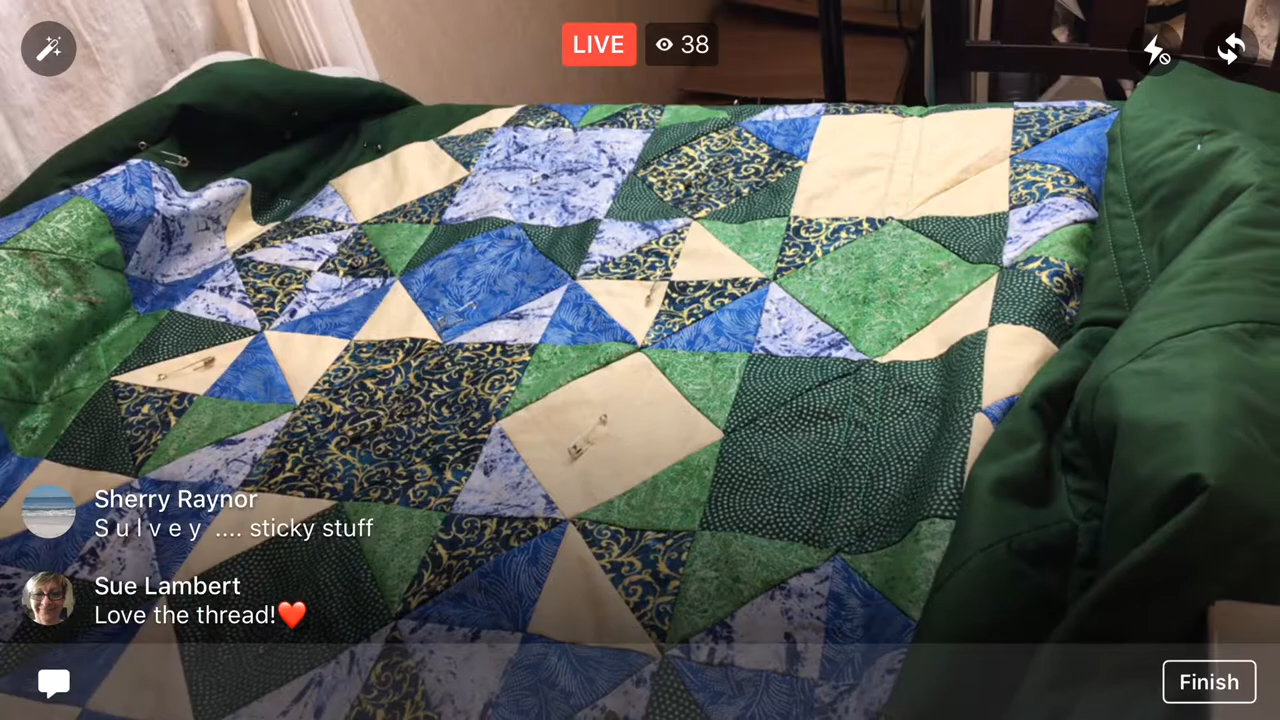 LIVE 38
Sherry Raynor
S u l v e y .... sticky stuff
Sue Lambert
Love the thread!❤️
Finish